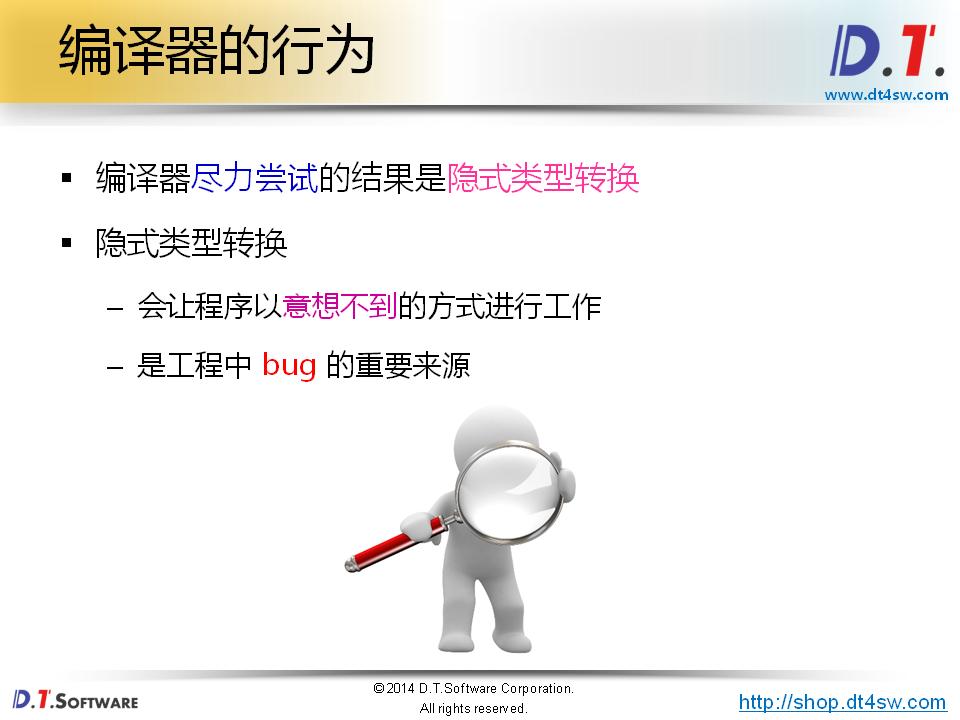 编译器的行为
D.T.
www.dt4sw.com
▪ 编译器尽力尝试的结果是隐式类型转换
▪ 隐式类型转换
– 会让程序以意想不到的方式进行工作
– 是工程中 bug 的重要来源
D.T.SOFTWARE
©2014 D.T.Software Corporation.
All rights reserved.
http://shop.dt4sw.com